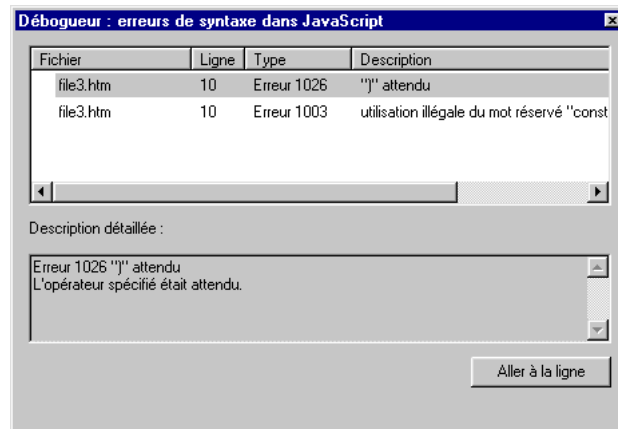 Débogueur : erreurs de syntaxe dans JavaScript
Fichier Ligne Type Description
file3.htm 10 Erreur 1026 '')'' attendu
file3.htm 10 Erreur 1003 utilisation illégale du mot réservé ''const
Description détaillée :
Erreur 1026 '')'' attendu
L'opérateur spécifié était attendu.
Aller à la ligne